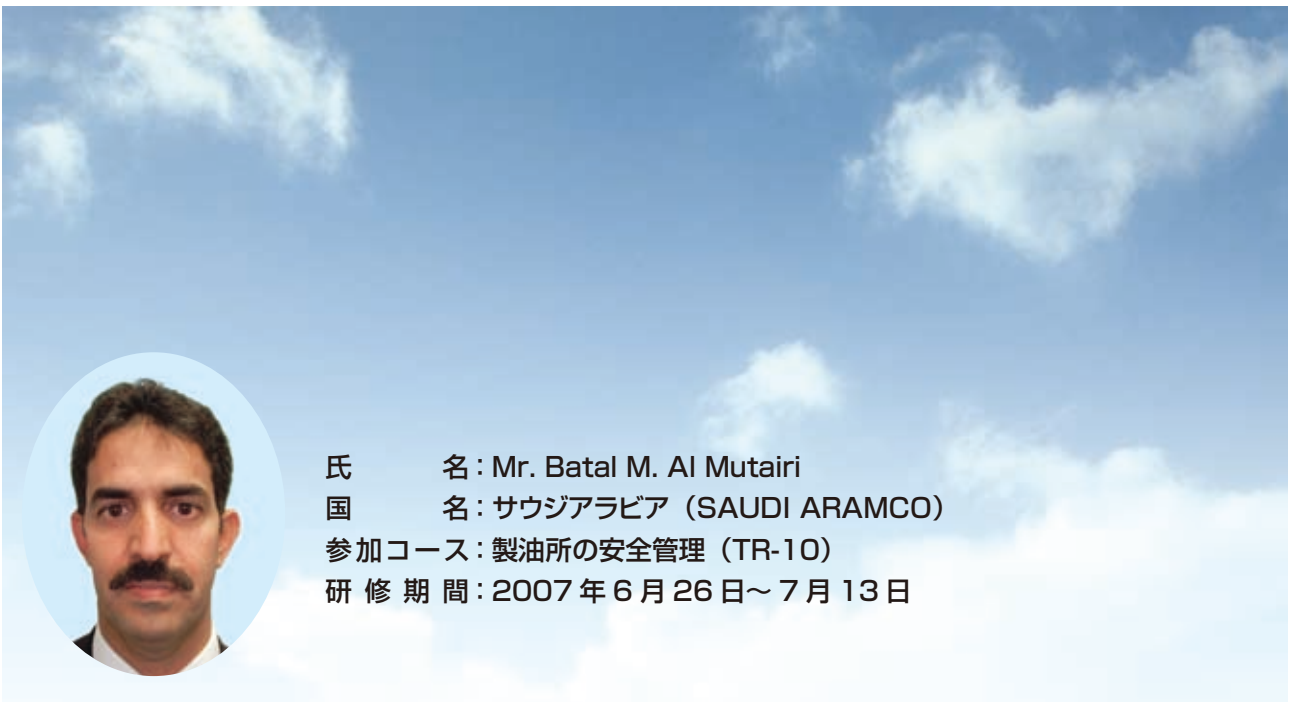 氏　　　名：Mr. Batal M. Al Mutairi
国　　　名：サウジアラビア（SAUDI ARAMCO）
参加コース：製油所の安全管理（TR-10）
研 修 期 間：2007 年 6 月 26 日～ 7 月 13 日